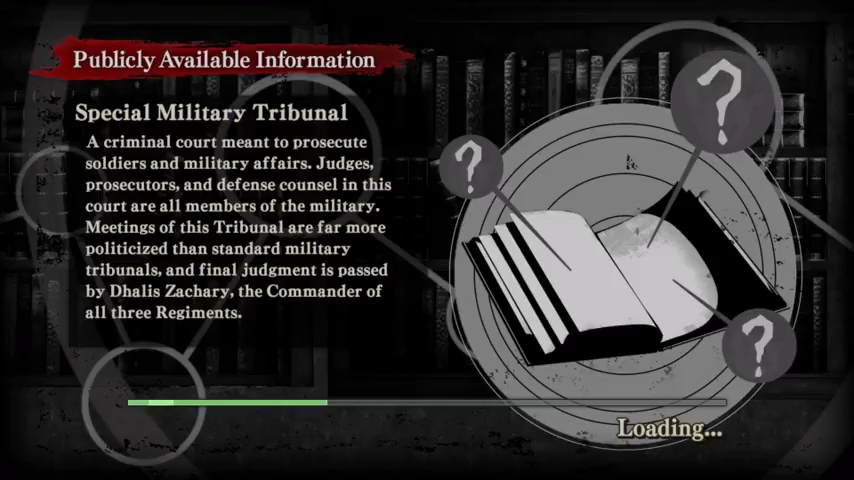 Publicly Available Information
Special Military Tribunal
A criminal court meant to prosecute
soldiers and military affairs. Judges,
prosecutors, and defense counsel in this
court are all members of the military.
Meetings of this Tribunal are far more
politicized than standard military
tribunals, and final judgment is passed
by Dhalis Zachary, the Commander of
all three Regiments.
?
?
?
Loading...